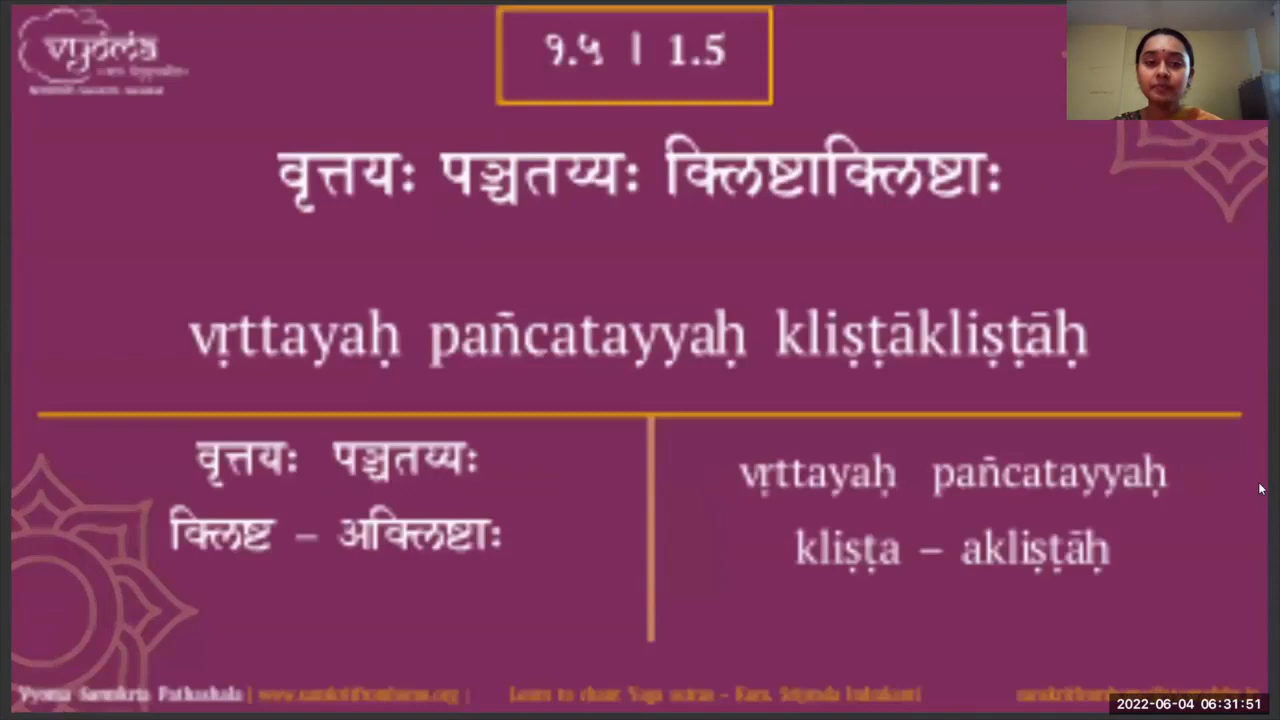 vyoma
१.५ । 1.5
वृत्तयः पञ्चतय्यः क्लिष्टाक्लिष्टाः
vṛttayaḥ pañcatayyaḥ kliṣṭākliṣṭāḥ
वृत्तयः पञ्चतय्यः
क्लिष्ट – अक्लिष्टाः
vṛttayaḥ pañcatayyaḥ
kliṣṭa – akliṣṭāḥ
Vyoma Samskrta Pathashala | Learn to chant Yoga sutras –
2022-06-04 06:31:51